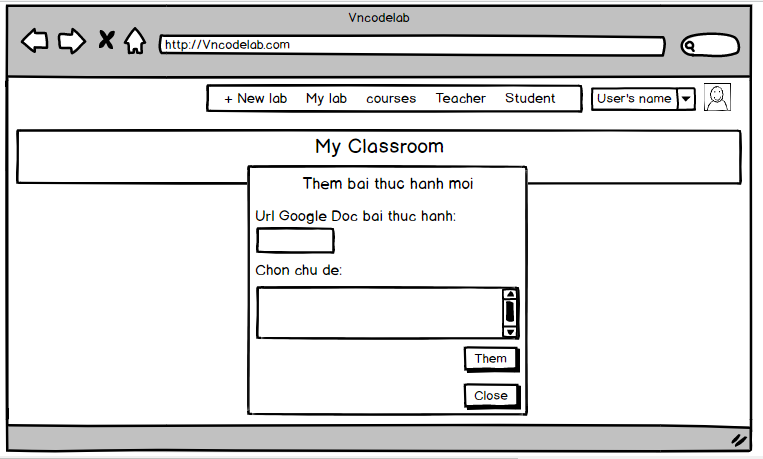 Vncodelab
http://Vncodelab.com
+ New lab My lab courses Teacher Student User's name
My Classroom
Them bai thuc hanh moi
Url Google Doc bai thuc hanh:
Chon chu de:
Them
Close